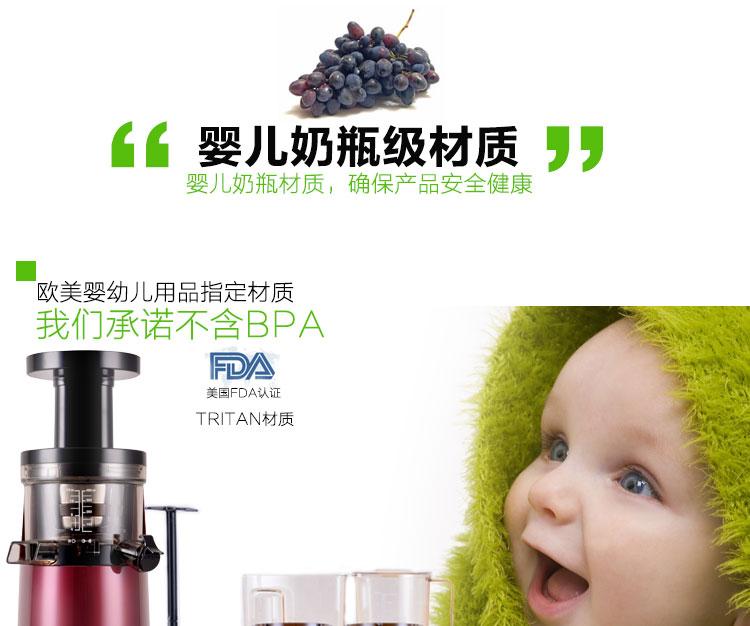 “ 婴儿奶瓶级材质 ”
婴儿奶瓶材质，确保产品安全健康
欧美婴幼儿用品指定材质
我们承诺不含BPA
FDA
美国FDA认证
TRITAN材质